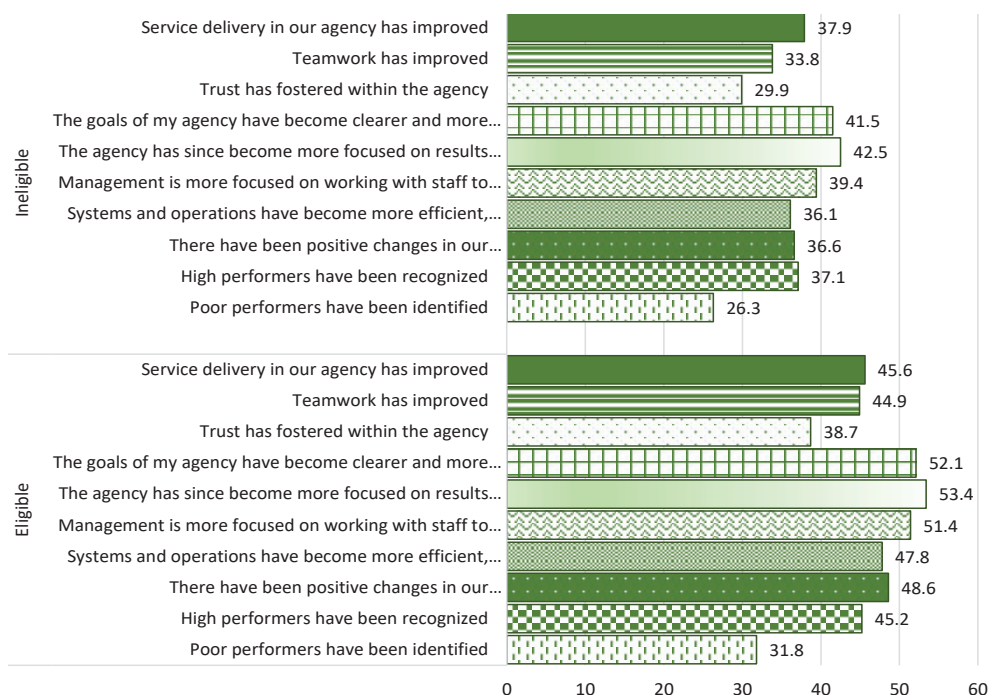 Service delivery in our agency has improved 37.9
Teamwork has improved 33.8
Trust has fostered within the agency 29.9
The goals of my agency have become clearer and more... 41.5
The agency has since become more focused on results... 42.5
Management is more focused on working with staff to... 39.4
Systems and operations have become more efficient,... 36.1
There have been positive changes in our... 36.6
High performers have been recognized 37.1
Poor performers have been identified 26.3
Ineligible
Service delivery in our agency has improved 45.6
Teamwork has improved 44.9
Trust has fostered within the agency 38.7
The goals of my agency have become clearer and more... 52.1
The agency has since become more focused on results... 53.4
Management is more focused on working with staff to... 51.4
Systems and operations have become more efficient,... 47.8
There have been positive changes in our... 48.6
High performers have been recognized 45.2
Poor performers have been identified 31.8
Eligible
0 10 20 30 40 50 60